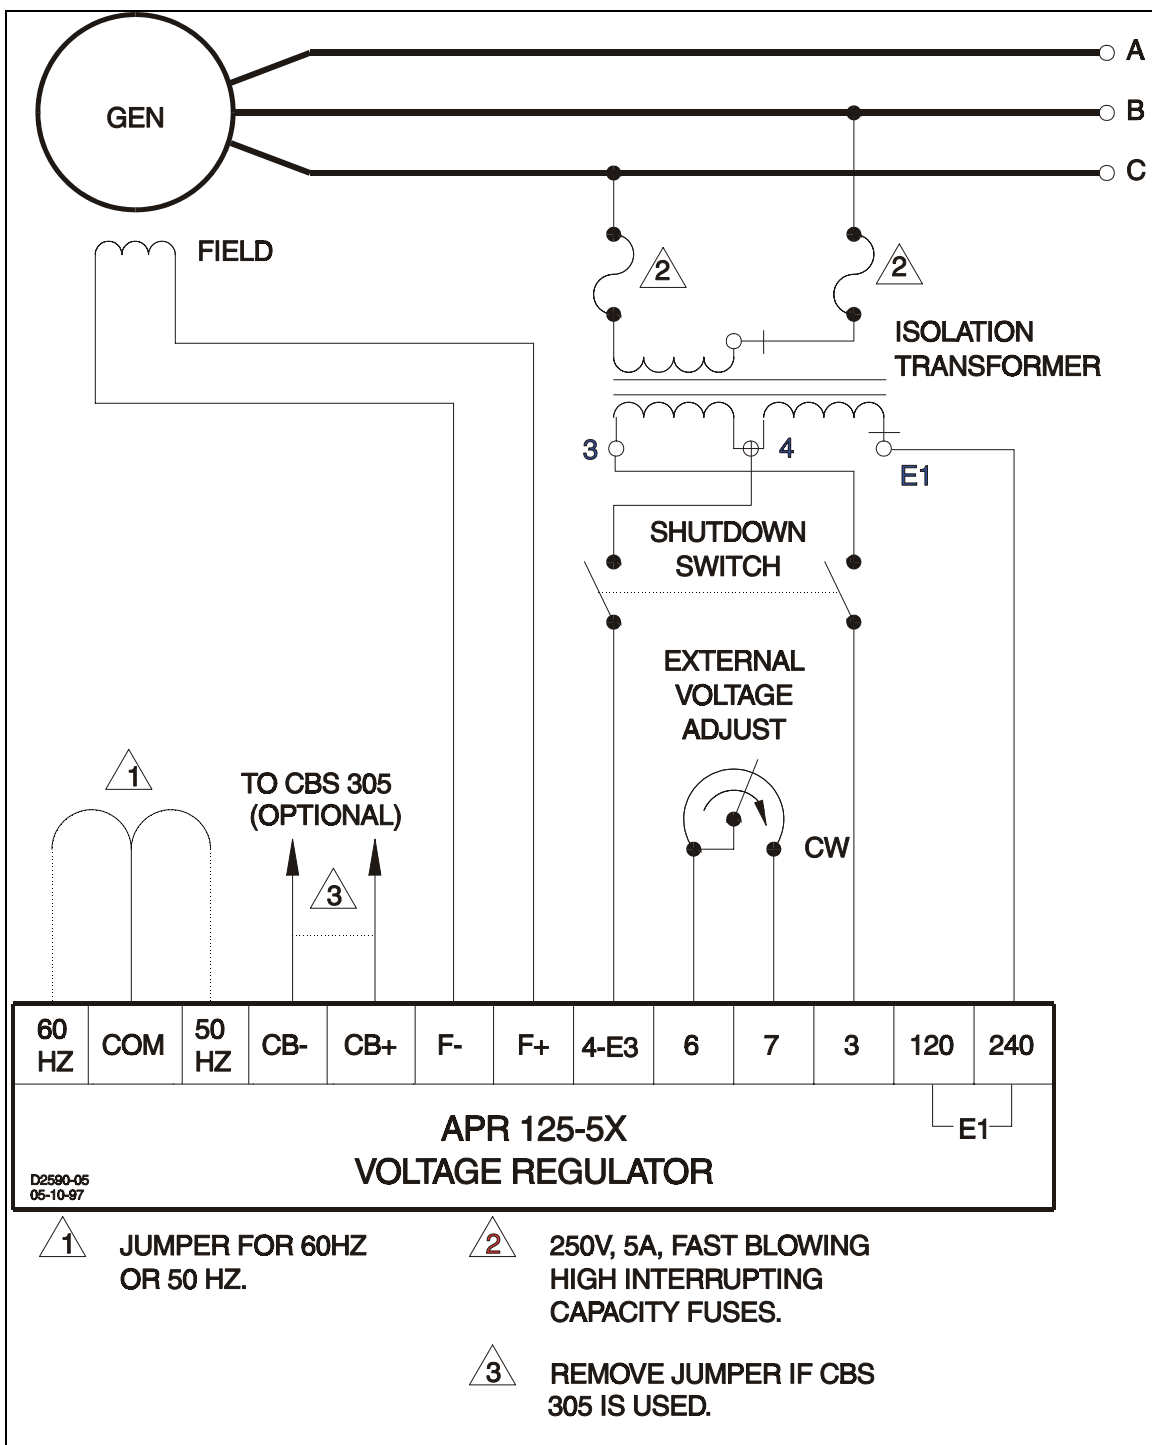 A
GEN
B
C
FIELD
2
2
ISOLATION
TRANSFORMER
3
4
E1
SHUTDOWN
SWITCH
EXTERNAL
VOLTAGE
ADJUST
1
TO CBS 305
(OPTIONAL)
CW
3
60
HZ
COM
50
HZ
CB-
CB+
F-
F+
4-E3
6
7
3
120
240
E1
APR 125-5X
VOLTAGE REGULATOR
D2590-05
05-10-97
1
JUMPER FOR 60HZ
OR 50 HZ.
2
250V, 5A, FAST BLOWING
HIGH INTERRUPTING
CAPACITY FUSES.
3
REMOVE JUMPER IF CBS
305 IS USED.